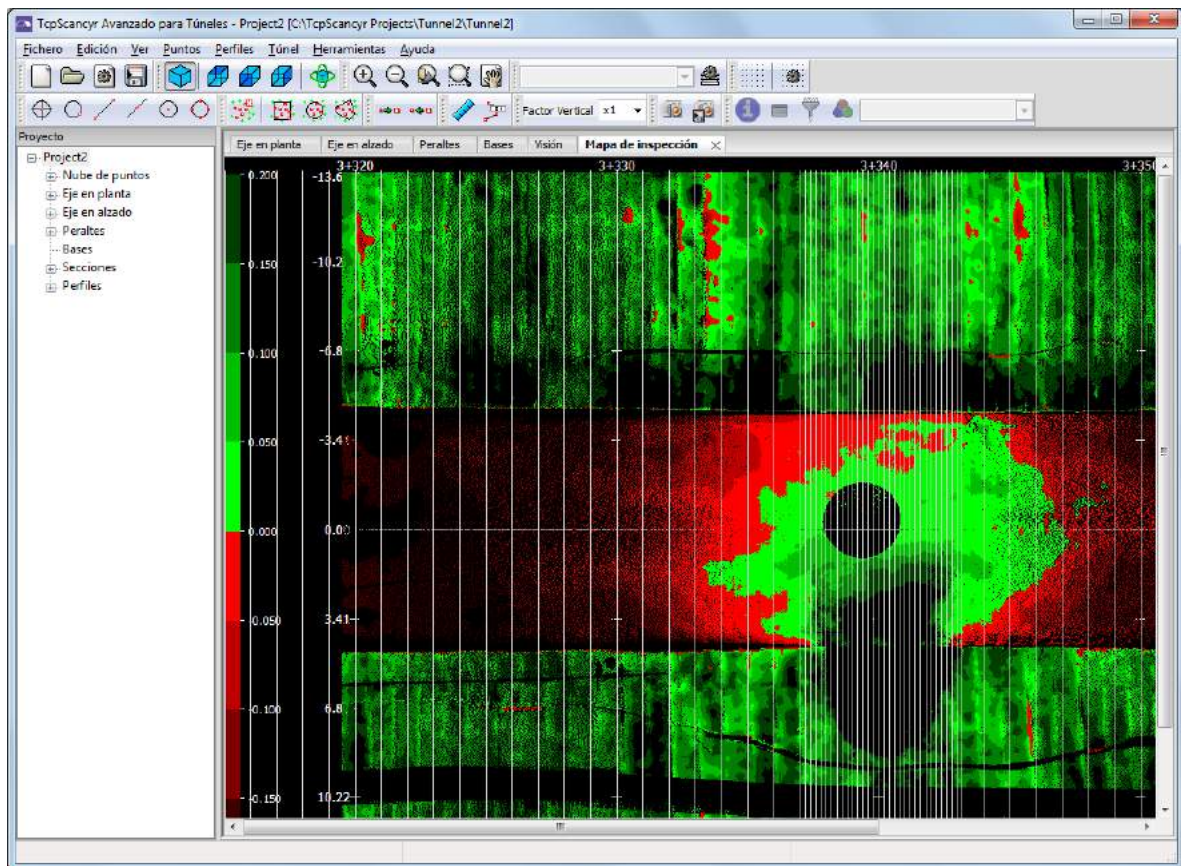 TcpScancyr Avanzado para Túneles - Project2 [C:\TcpScancyr Projects\Tunnel2\Tunnel2]
Fichero Edición Ver Puntos Perfiles Túnel Herramientas Ayuda
Factor Vertical x1
Proyecto
Project2
Nube de puntos
Eje en planta
Eje en alzado
Peraltes
Bases
Secciones
Perfiles
Eje en planta Eje en alzado Peraltes Bases Visión Mapa de inspección
3+320 3+330 3+340 3+350
0.200
0.150
0.100
0.050
0.000
-0.050
-0.100
-0.150
-13.6
-10.2
-6.8
-3.41
0.00
3.41
6.8
10.22